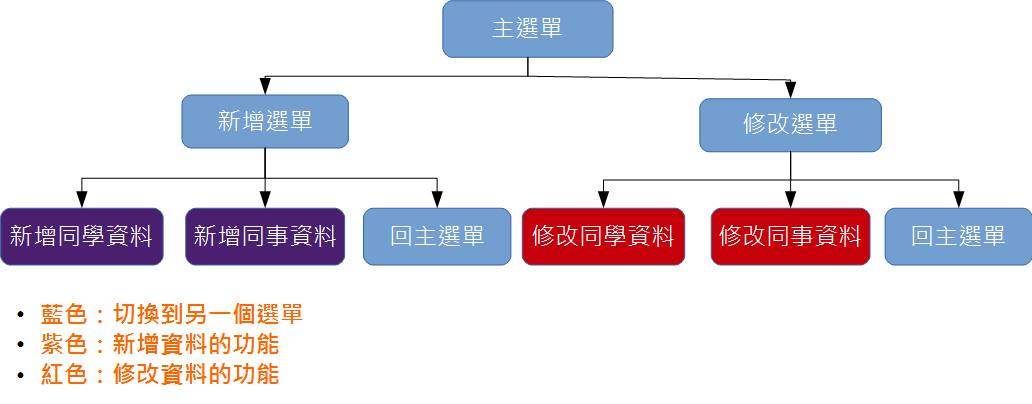 主選單
新增選單
修改選單
新增同學資料
新增同事資料
回主選單
修改同學資料
修改同事資料
回主選單
• 藍色：切換到另一個選單
• 紫色：新增資料的功能
• 紅色：修改資料的功能